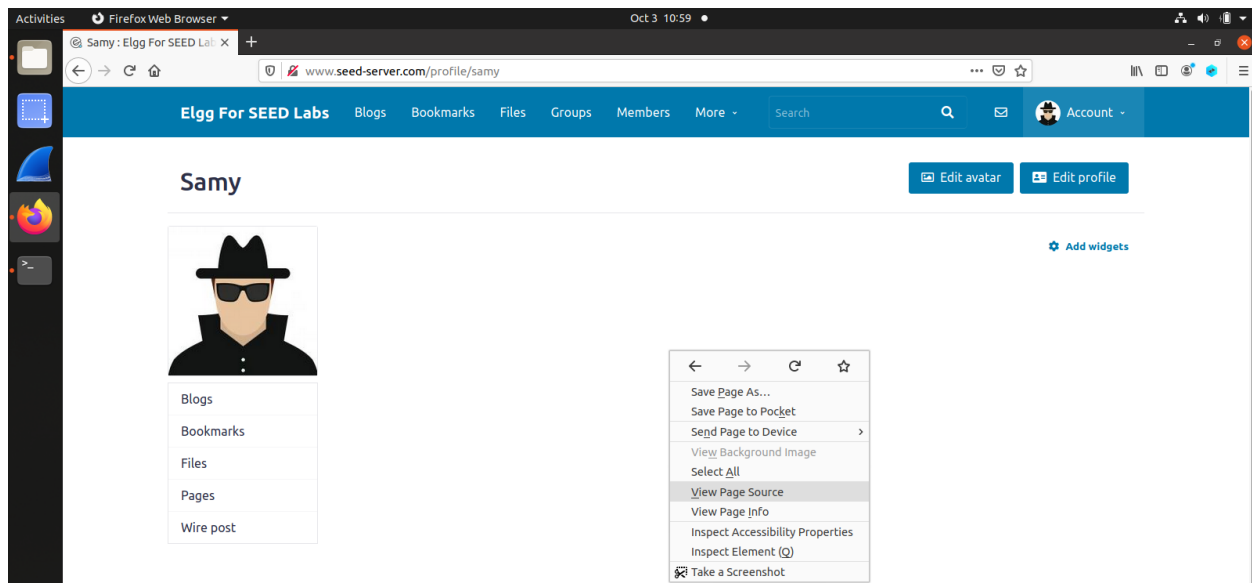 Activities Firefox Web Browser Oct 3 10:59
Samy : Elgg For SEED Lab
www.seed-server.com/profile/samy
Elgg For SEED Labs Blogs Bookmarks Files Groups Members More Search Account
Samy Edit avatar Edit profile
Add widgets
Blogs
Bookmarks
Files
Pages
Wire post
Save Page As...
Save Page to Pocket
Send Page to Device
View Background Image
Select All
View Page Source
View Page Info
Inspect Accessibility Properties
Inspect Element (Q)
Take a Screenshot